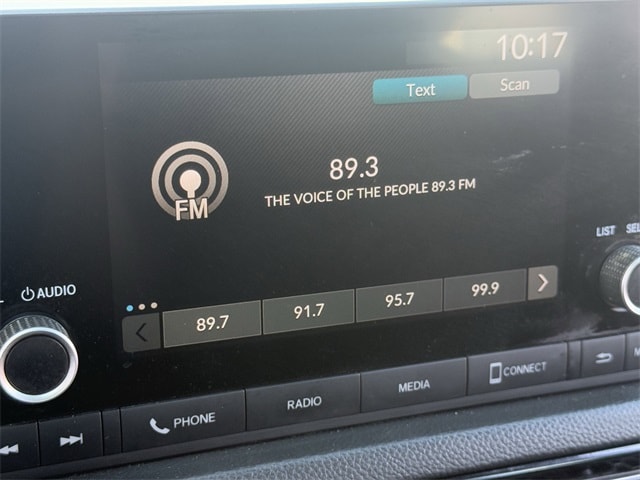 10:17
Text
Scan
89.3
FM
THE VOICE OF THE PEOPLE 89.3 FM
LIST
AUDIO
89.7
91.7
95.7
99.9
PHONE
RADIO
MEDIA
CONNECT